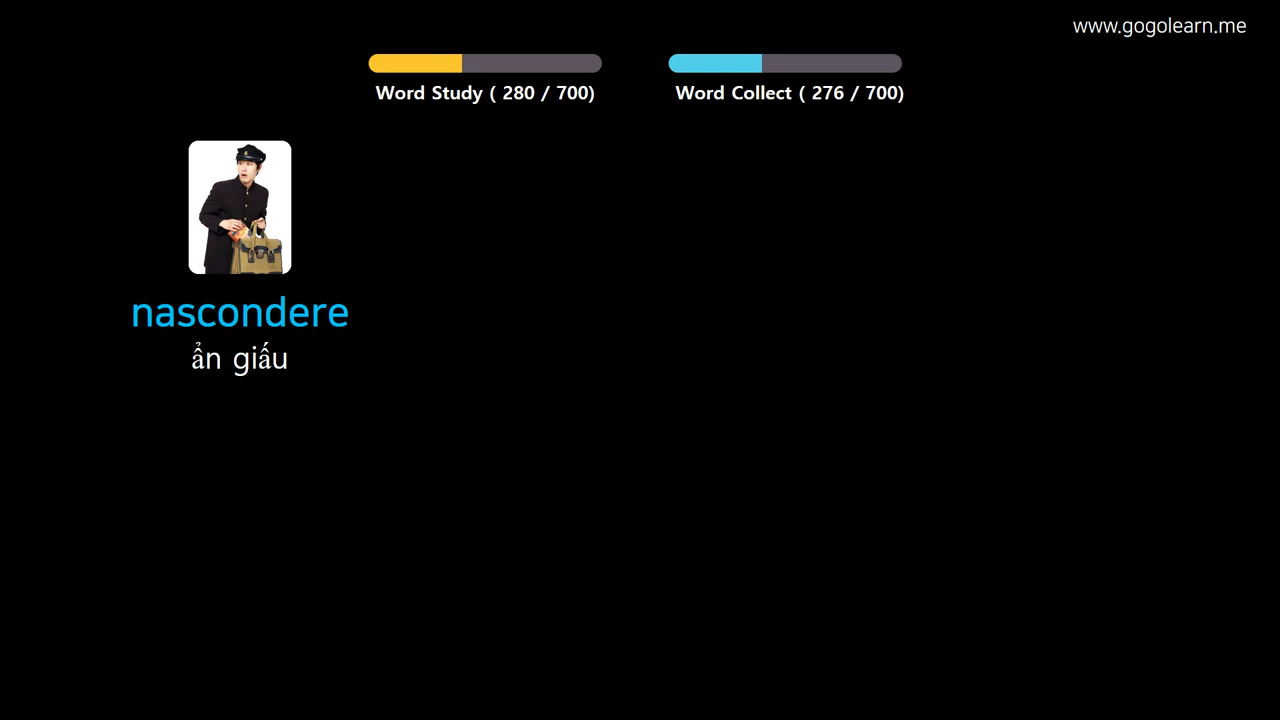 www.gogolearn.me
Word Study ( 280 / 700)
Word Collect ( 276 / 700)
nascondere
ẩn giấu